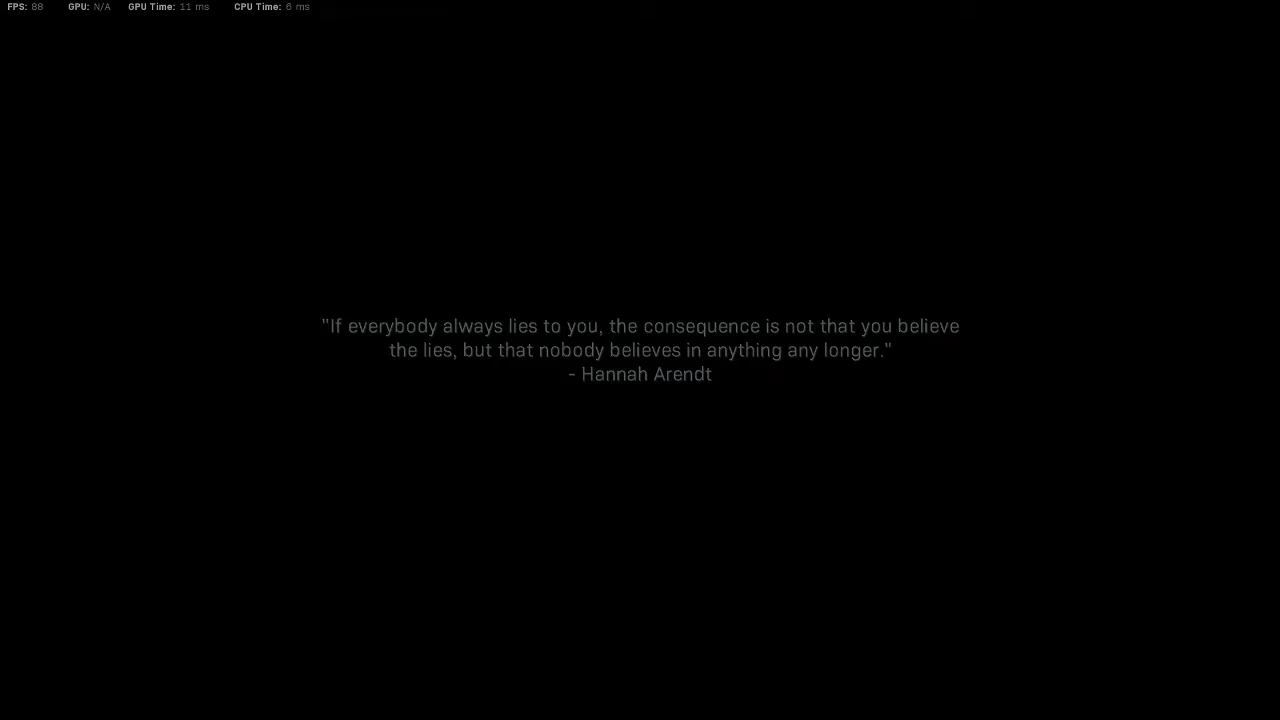 FPS: 88 GPU: N/A GPU Time: 11 ms CPU Time: 6 ms
"If everybody always lies to you, the consequence is not that you believe
the lies, but that nobody believes in anything any longer."
- Hannah Arendt